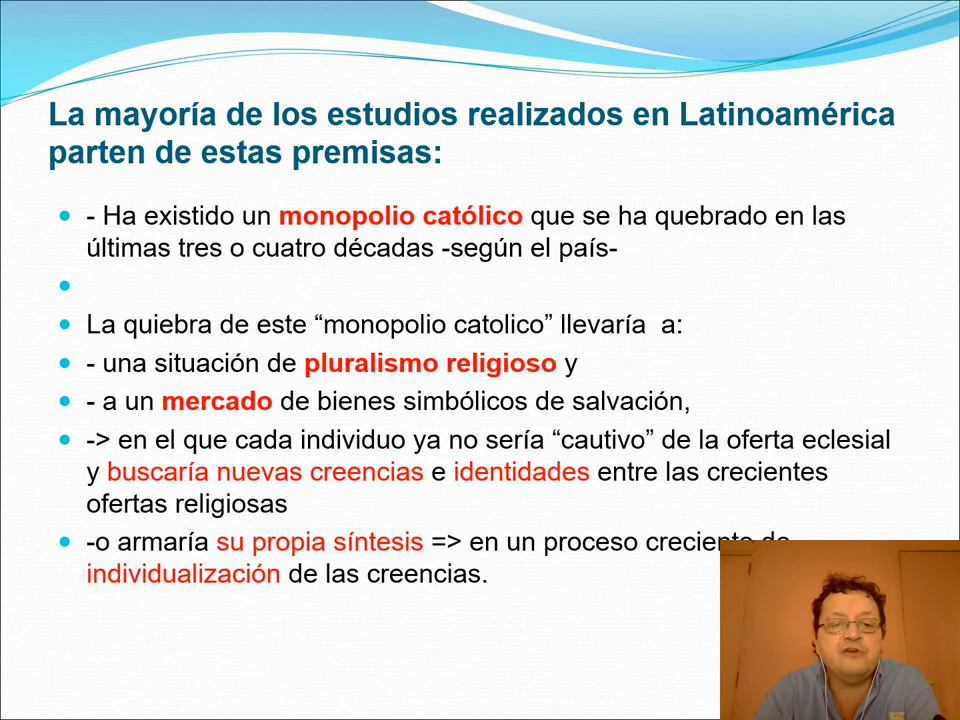 La mayoría de los estudios realizados en Latinoamérica
parten de estas premisas:
- Ha existido un monopolio católico que se ha quebrado en las
últimas tres o cuatro décadas -según el país-
La quiebra de este “monopolio catolico” llevaría  a:
- una situación de pluralismo religioso y
- a un mercado de bienes simbólicos de salvación,
-> en el que cada individuo ya no sería “cautivo” de la oferta eclesial
y buscaría nuevas creencias e identidades entre las crecientes
ofertas religiosas
-o armaría su propia síntesis => en un proceso creciente de
individualización de las creencias.